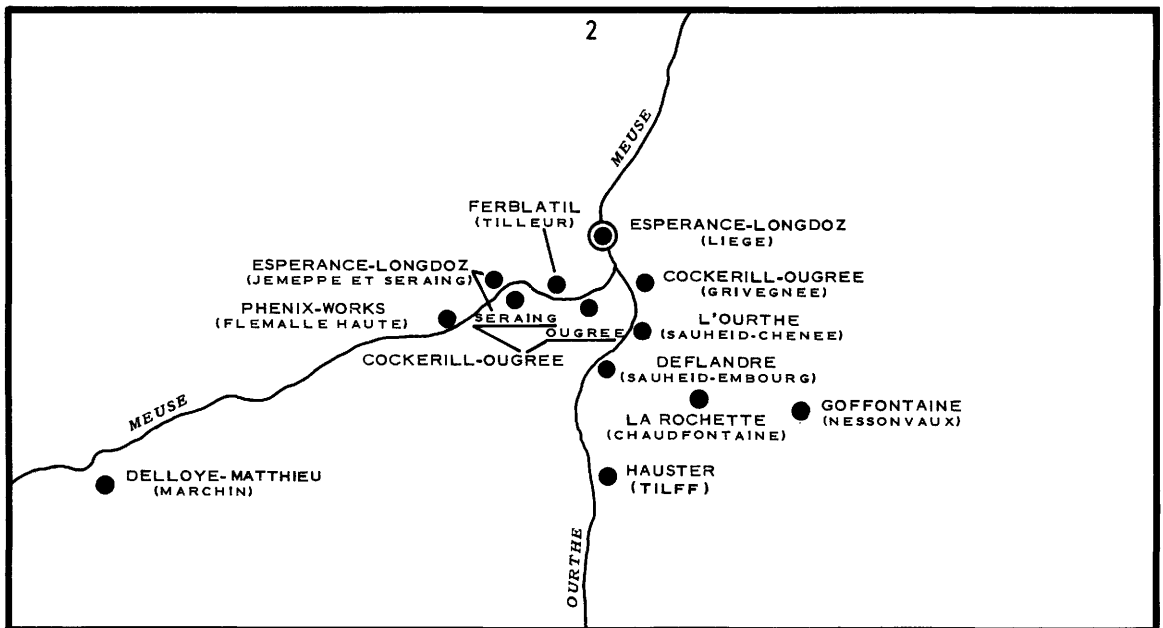 2
MEUSE
FERBLATIL
(TILLEUR)
ESPERANCE-LONGDOZ
(LIEGE)
ESPERANCE-LONGDOZ
(JEMEPPE ET SERAING)
COCKERILL-OUGREE
(GRIVEGNEE)
PHENIX-WORKS
(FLEMALLE HAUTE)
SERAING
OUGREE
L'OURTHE
(SAUHEID-CHENEE)
COCKERILL-OUGREE
DEFLANDRE
(SAUHEID-EMBOURG)
MEUSE
LA ROCHETTE
(CHAUDFONTAINE)
GOFFONTAINE
(NESSONVAUX)
DELLOYE-MATTHIEU
(MARCHIN)
HAUSTER
(TILFF)
OURTHE